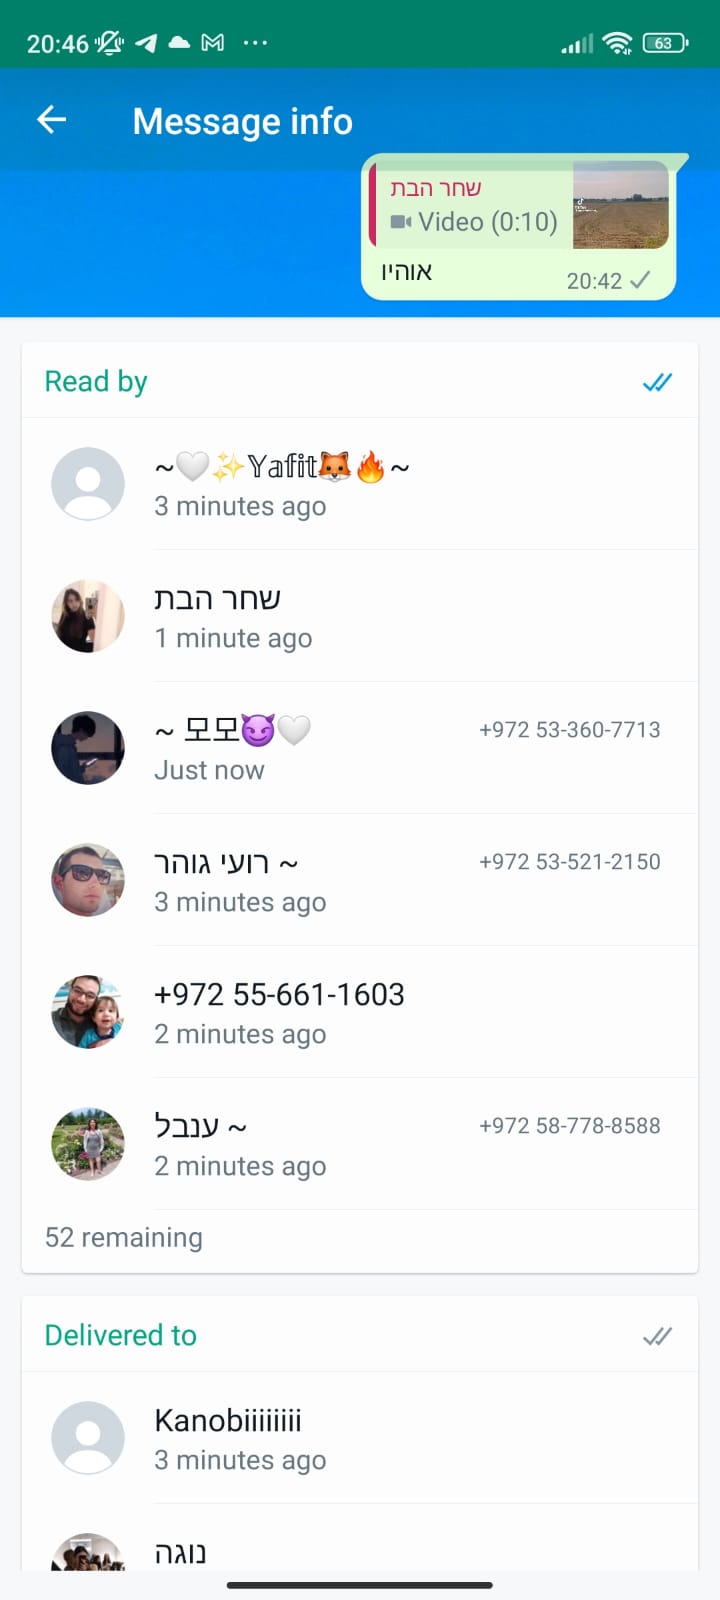 20:46
63
Message info
שחר הבת
Video (0:10)
אוהיו
20:42
Read by
~🤍✨𝕐𝕒𝕗𝕚𝕥🦊🔥~
3 minutes ago
שחר הבת
1 minute ago
~ 모모😈🤍
+972 53-360-7713
Just now
רועי גוהר ~
+972 53-521-2150
3 minutes ago
+972 55-661-1603
2 minutes ago
ענבל ~
+972 58-778-8588
2 minutes ago
52 remaining
Delivered to
Kanobiiiiiiii
3 minutes ago
נוגה